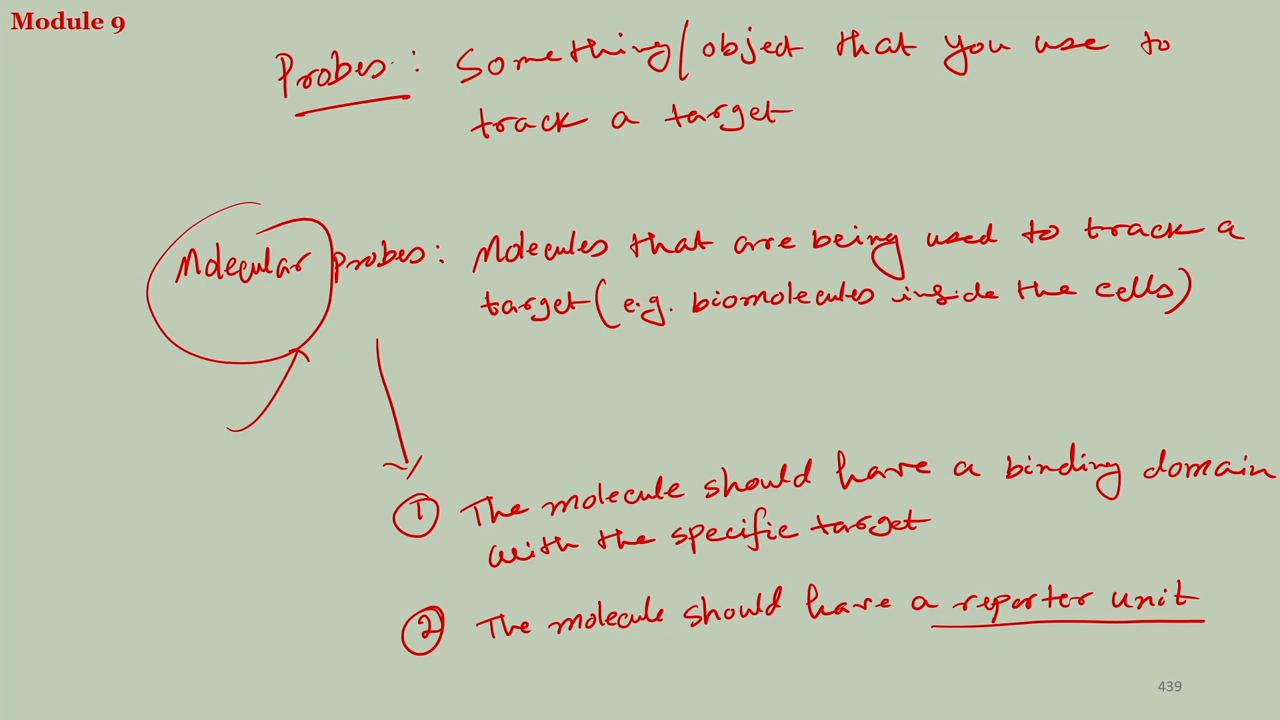 Module 9
Probes: Something/object that you use to
track a target
Molecular probes: Molecules that are being used to track a
target (e.g. biomolecules inside the cells)
1 The molecule should have a binding domain
with the specific target
2 The molecule should have a reporter unit
439